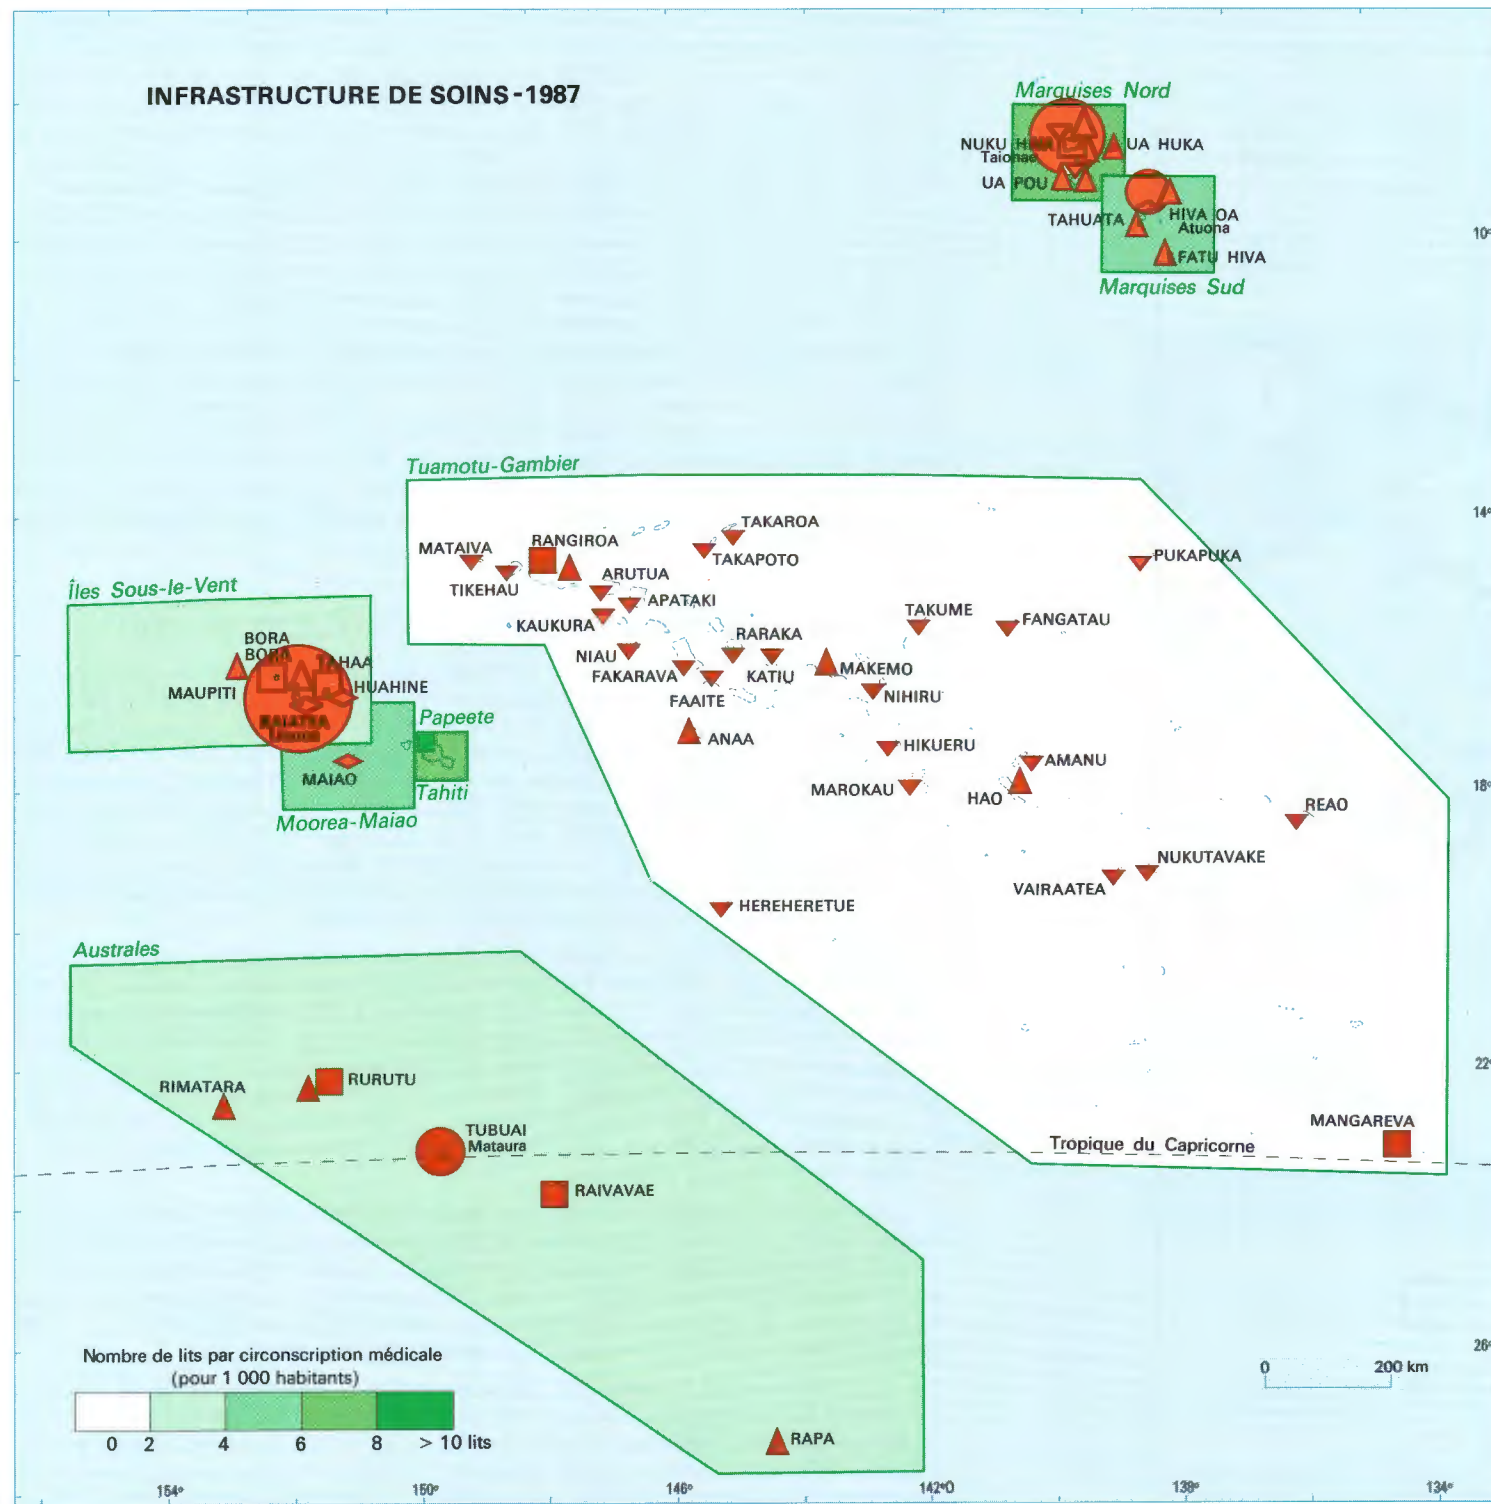 INFRASTRUCTURE DE SOINS - 1987
Marquises Nord
NUKU HIVA
Taiohae
UA HUKA
UA POU
TAHUATA
HIVA OA
Atuona
FATU HIVA
Marquises Sud
10°
Tuamotu-Gambier
14°
TAKAROA
MATAIVA
RANGIROA
TAKAPOTO
PUKAPUKA
TIKEHAU
ARUTUA
APATAKI
Îles Sous-le-Vent
KAUKURA
TAKUME
FANGATAU
BORA
BORA
TAHAA
NIAU
RARAKA
MAUPITI
HUAHINE
FAKARAVA
KATIU
MAKEMO
NIHIRU
FAAITE
RAIATEA
Papeete
ANAA
HIKUERU
MAIAO
AMANU
Tahiti
MAROKAU
HAO
18°
REAO
Moorea-Maiao
NUKUTAVAKE
VAIRAATEA
HEREHERETUE
Australes
22°
RIMATARA
RURUTU
MANGAREVA
TUBUAI
Mataura
Tropique du Capricorne
RAIVAVAE
Nombre de lits par circonscription médicale
(pour 1 000 habitants)
26°
0 200 km
0 2 4 6 8 > 10 lits
RAPA
154° 150° 146° 142°O 138° 134°